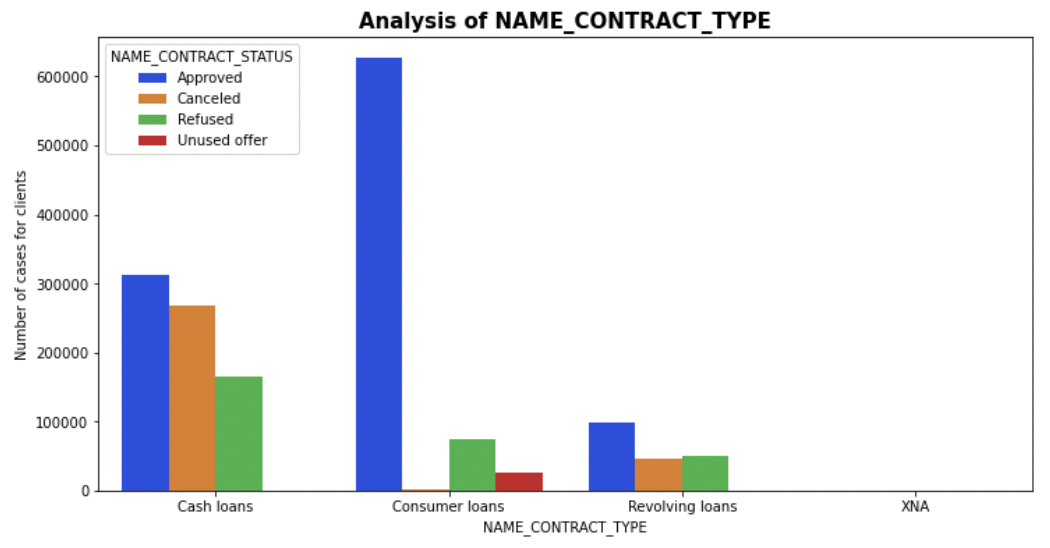 Analysis of NAME_CONTRACT_TYPE
NAME_CONTRACT_STATUS
Approved
Canceled
Refused
Unused offer
Number of cases for clients
600000
500000
400000
300000
200000
100000
0
Cash loans
Consumer loans
Revolving loans
XNA
NAME_CONTRACT_TYPE